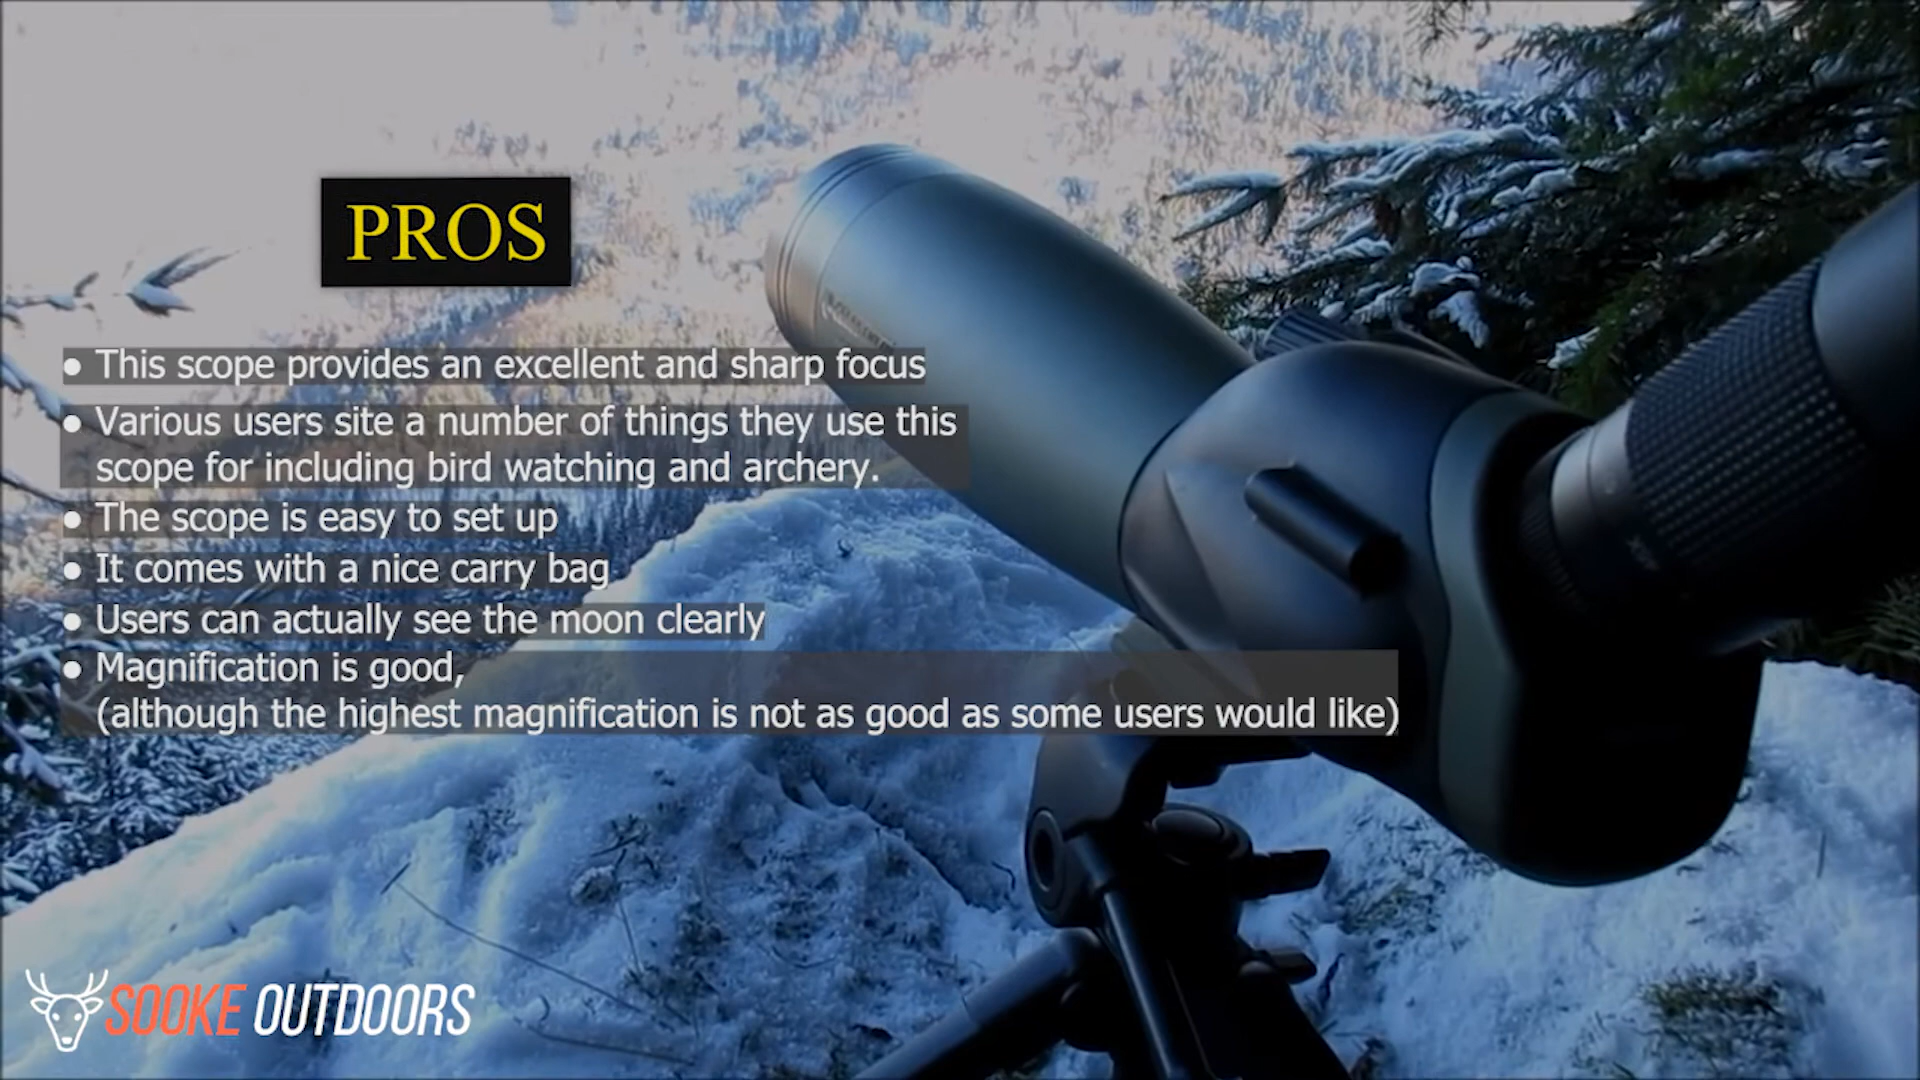 PROS
• This scope provides an excellent and sharp focus
• Various users site a number of things they use this
scope for including bird watching and archery.
• The scope is easy to set up
• It comes with a nice carry bag
• Users can actually see the moon clearly
• Magnification is good,
(although the highest magnification is not as good as some users would like)
SOOKE OUTDOORS